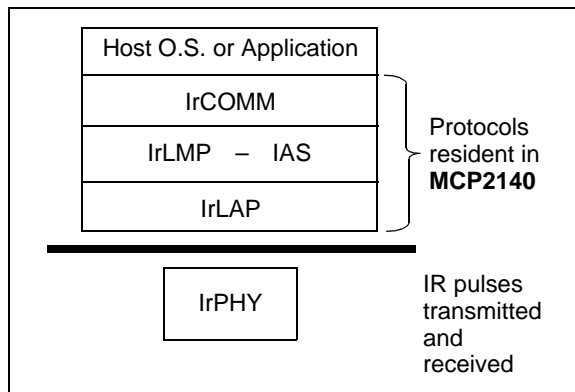 Host O.S. or Application
IrCOMM
IrLMP – IAS
IrLAP
Protocols
resident in
MCP2140
IrPHY
IR pulses
transmitted
and
received